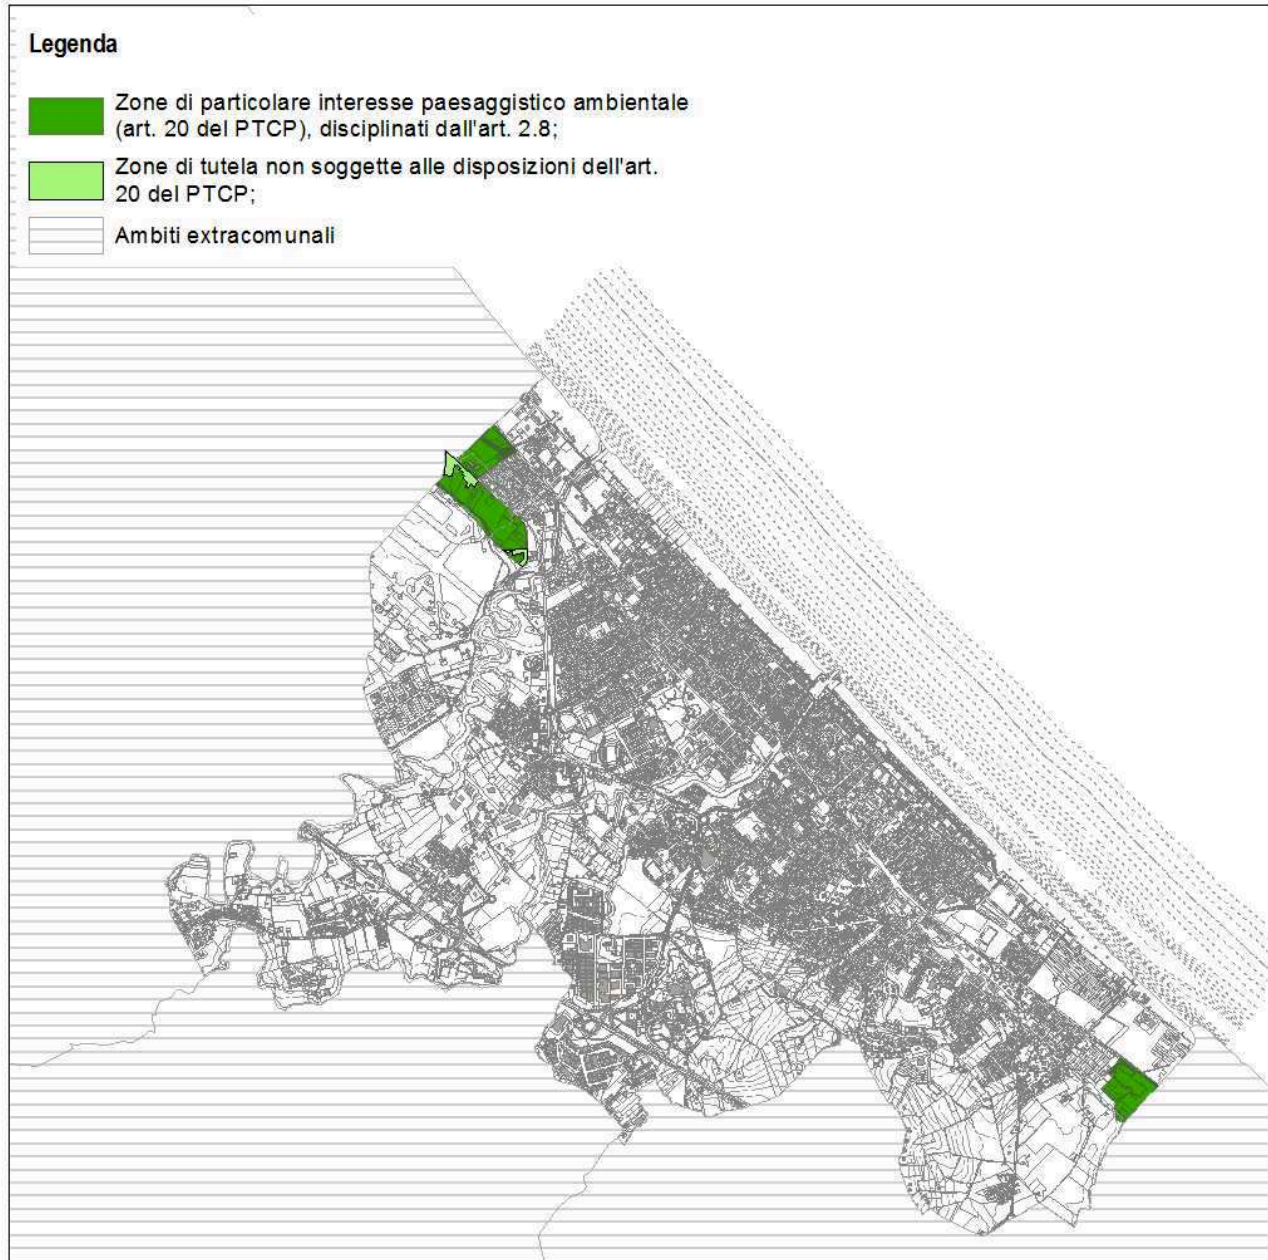 Legenda
Zone di particolare interesse paesaggistico ambientale
(art. 20 del PTCP), disciplinati dall'art. 2.8;
Zone di tutela non soggette alle disposizioni dell'art.
20 del PTCP;
Ambiti extracomunali